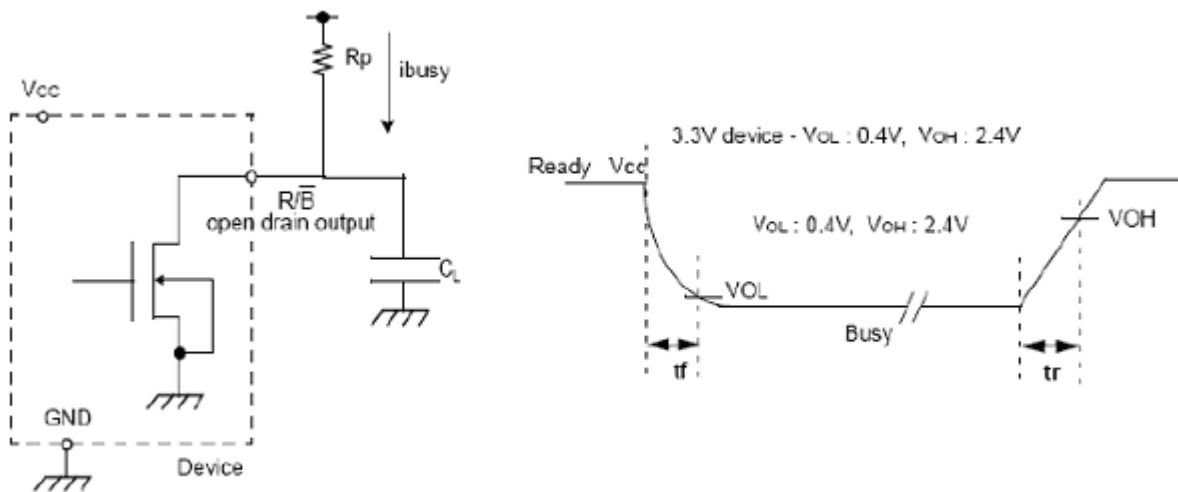 Rp
ibusy
Vcc
R/B̅
open drain output
CL
GND
Device
3.3V device - VOL : 0.4V, VOH : 2.4V
Ready Vcc
VOL : 0.4V, VOH : 2.4V
VOH
VOL
Busy
tf
tr